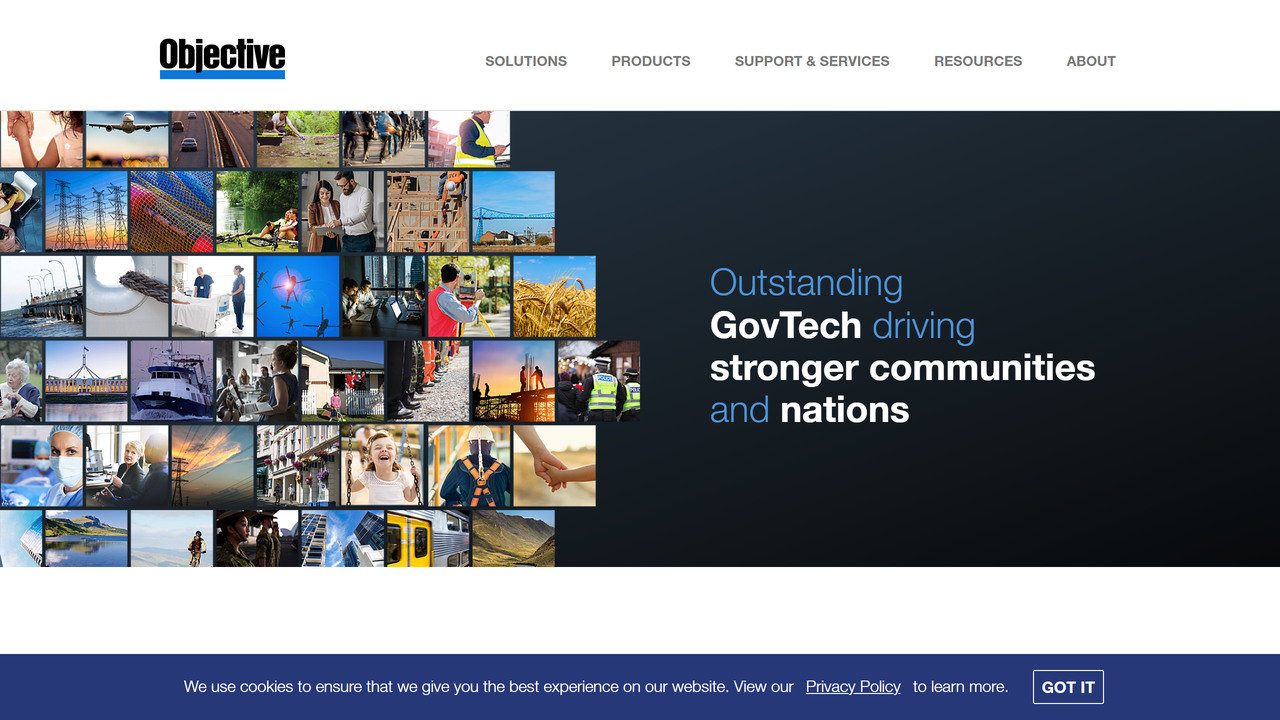 Objective
SOLUTIONS
PRODUCTS
SUPPORT & SERVICES
RESOURCES
ABOUT
Outstanding
GovTech driving
stronger communities
and nations
We use cookies to ensure that we give you the best experience on our website. View our Privacy Policy to learn more.
GOT IT